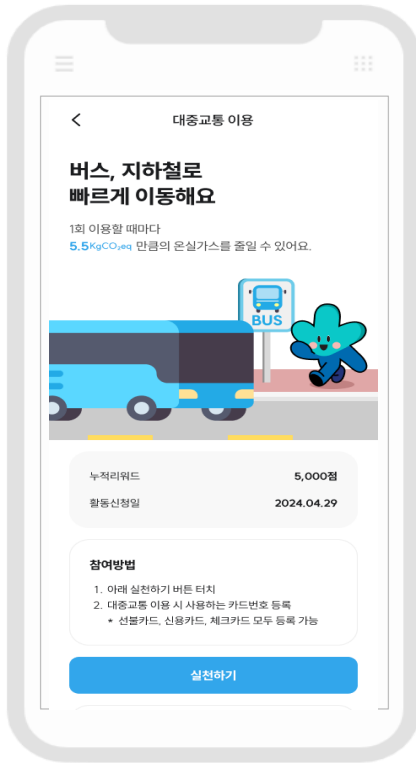 대중교통 이용
버스, 지하철로
빠르게 이동해요
1회 이용할 때마다
5.5KgCO₂eq 만큼의 온실가스를 줄일 수 있어요.
BUS
누적리워드 5,000점
활동신청일 2024.04.29
참여방법
1. 아래 실천하기 버튼 터치
2. 대중교통 이용 시 사용하는 카드번호 등록
* 선불카드, 신용카드, 체크카드 모두 등록 가능
실천하기